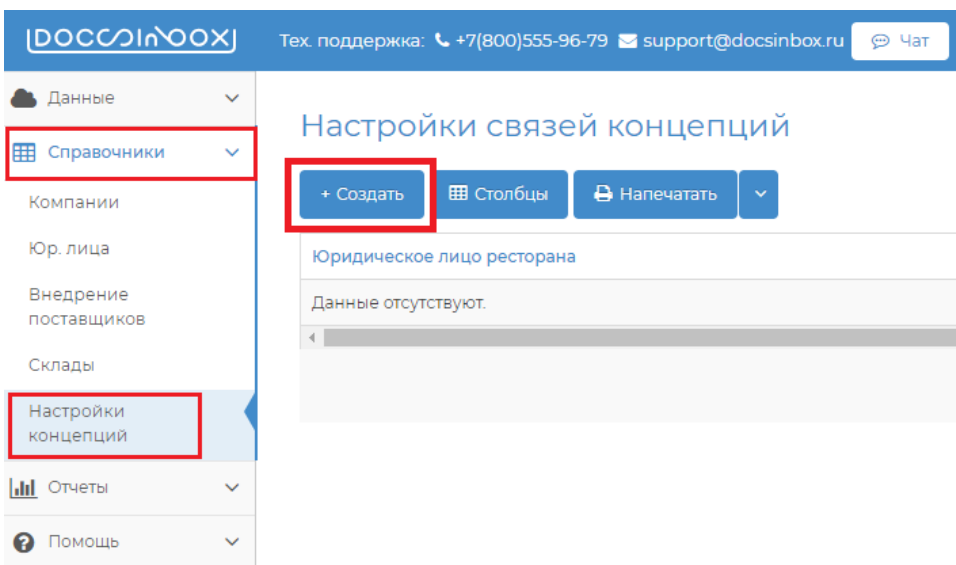 DOCSINBOX
Тех. поддержка: +7(800)555-96-79 support@docsinbox.ru Чат
Данные
Справочники
Компании
Юр. лица
Внедрение
поставщиков
Склады
Настройки
концепций
Отчеты
Помощь
Настройки связей концепций
+ Создать Столбцы Напечатать
Юридическое лицо ресторана
Данные отсутствуют.